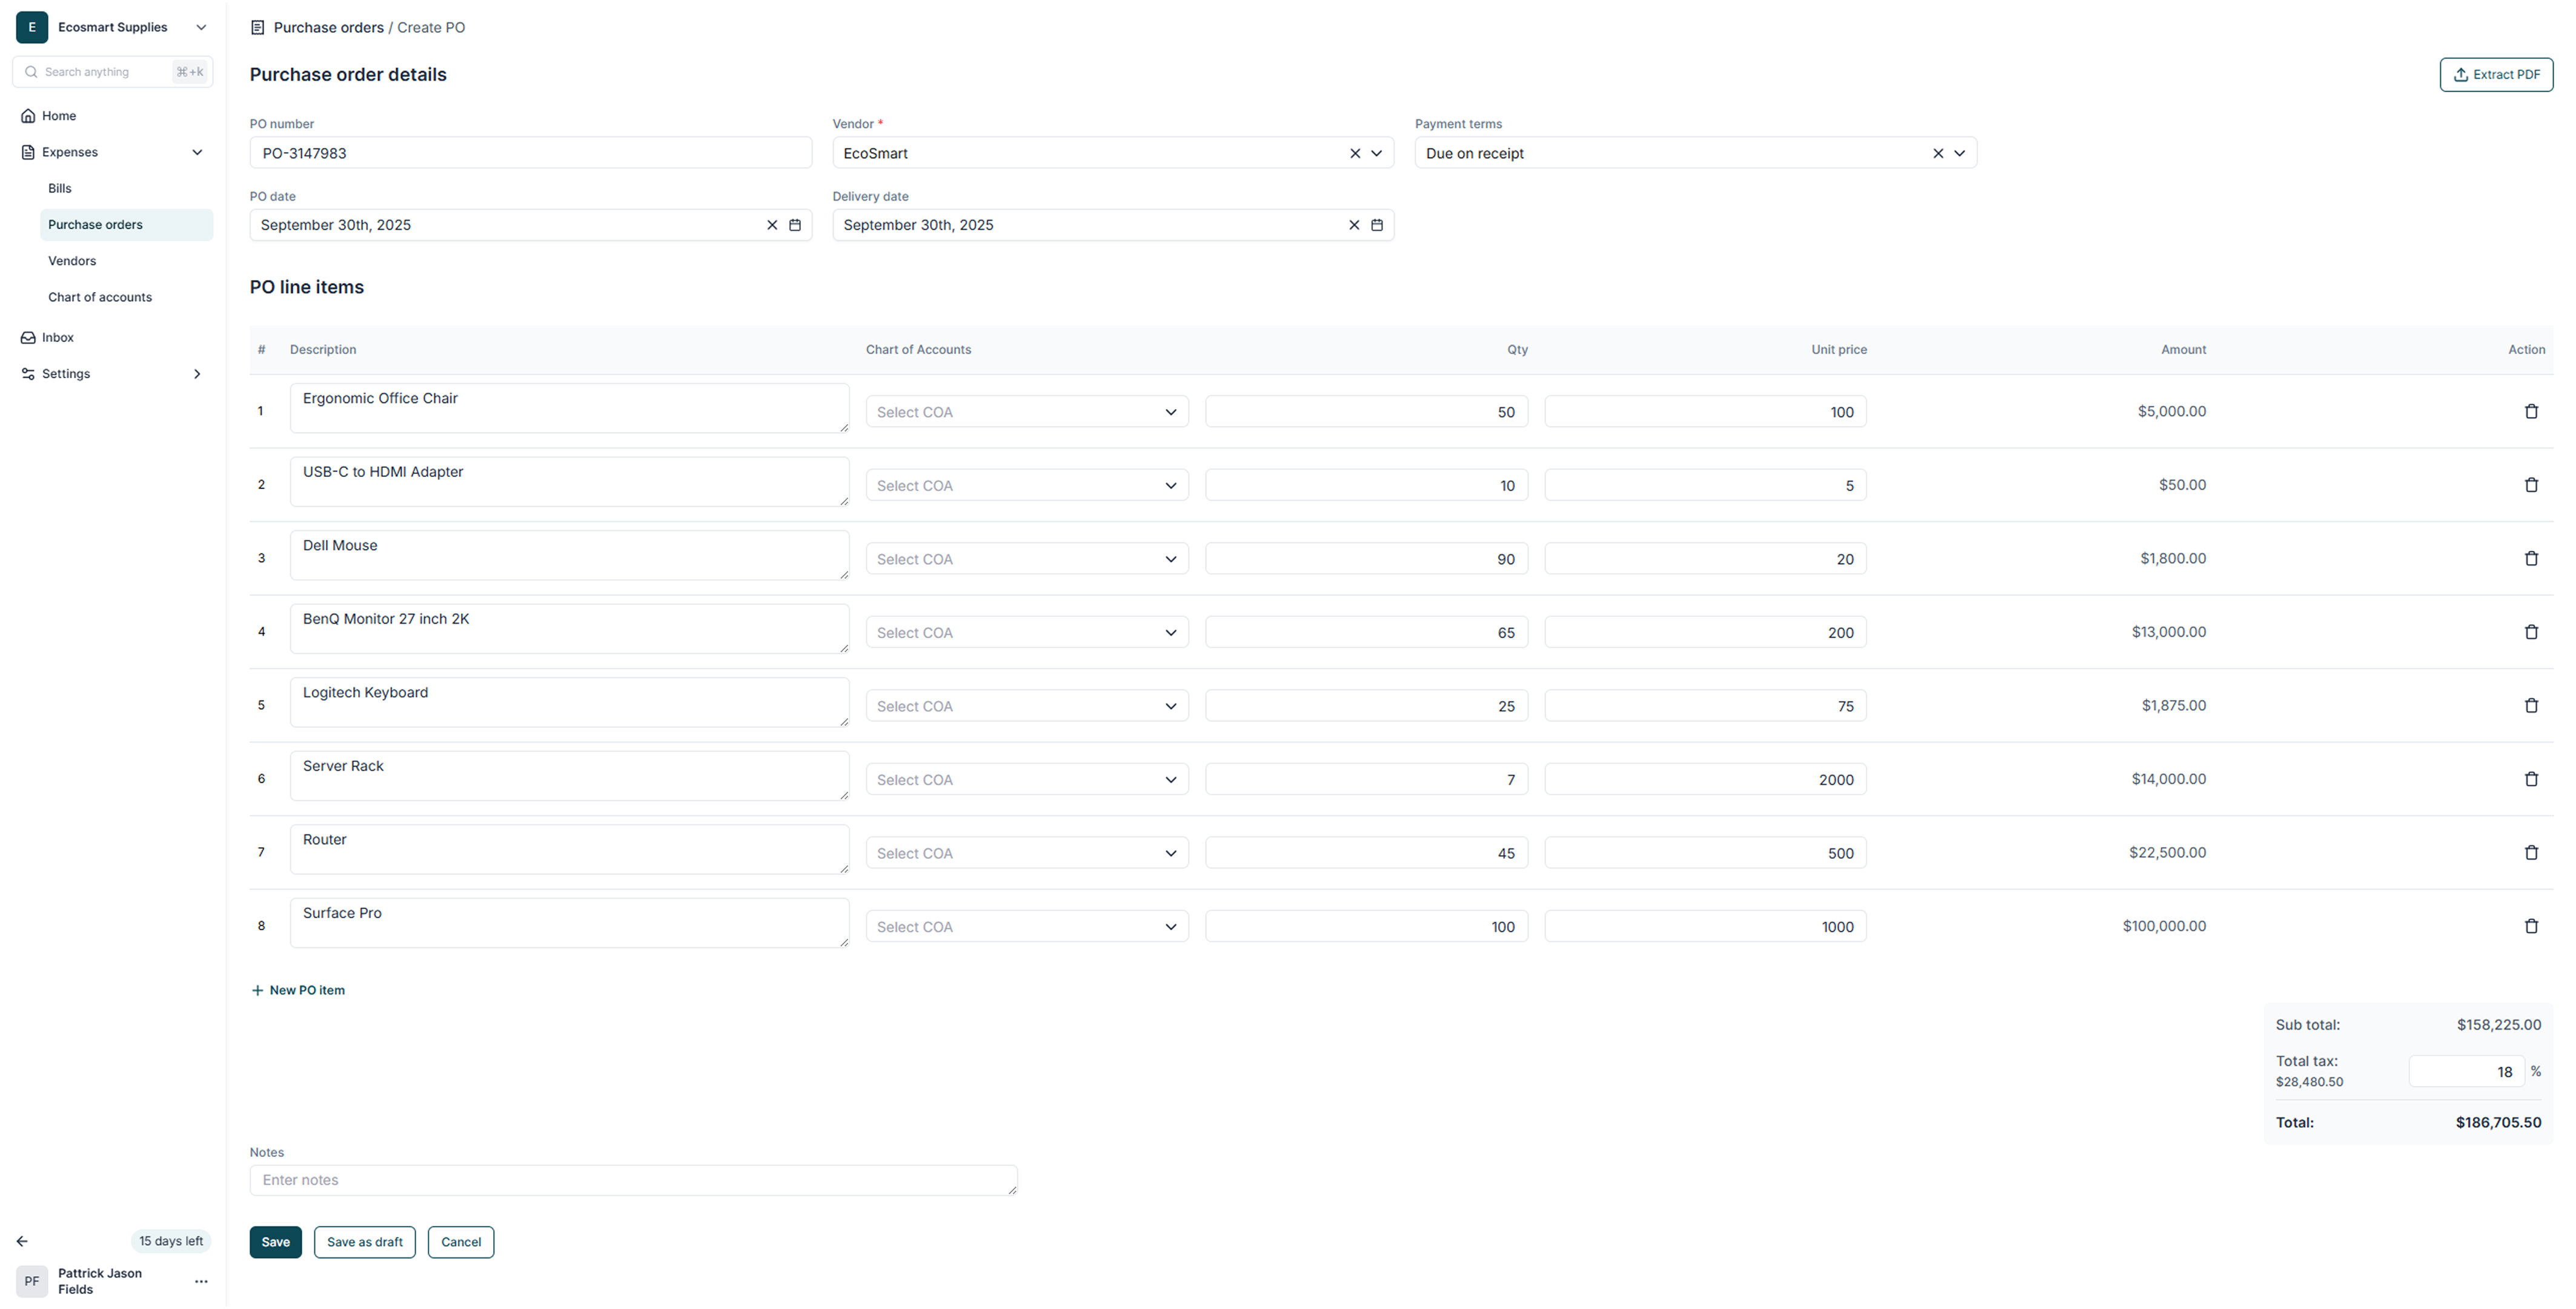 E Ecosmart Supplies
Search anything ⌘+k
Home
Expenses
Bills
Purchase orders
Vendors
Chart of accounts
Inbox
Settings
15 days left
PF Pattrick Jason
Fields
Purchase orders / Create PO
Purchase order details
Extract PDF
PO number Vendor * Payment terms
PO-3147983 EcoSmart Due on receipt
PO date Delivery date
September 30th, 2025 September 30th, 2025
PO line items
# Description Chart of Accounts Qty Unit price Amount Action
1 Ergonomic Office Chair Select COA 50 100 $5,000.00
2 USB-C to HDMI Adapter Select COA 10 5 $50.00
3 Dell Mouse Select COA 90 20 $1,800.00
4 BenQ Monitor 27 inch 2K Select COA 65 200 $13,000.00
5 Logitech Keyboard Select COA 25 75 $1,875.00
6 Server Rack Select COA 7 2000 $14,000.00
7 Router Select COA 45 500 $22,500.00
8 Surface Pro Select COA 100 1000 $100,000.00
+ New PO item
Sub total: $158,225.00
Total tax: 18 %
$28,480.50
Total: $186,705.50
Notes
Enter notes
Save Save as draft Cancel